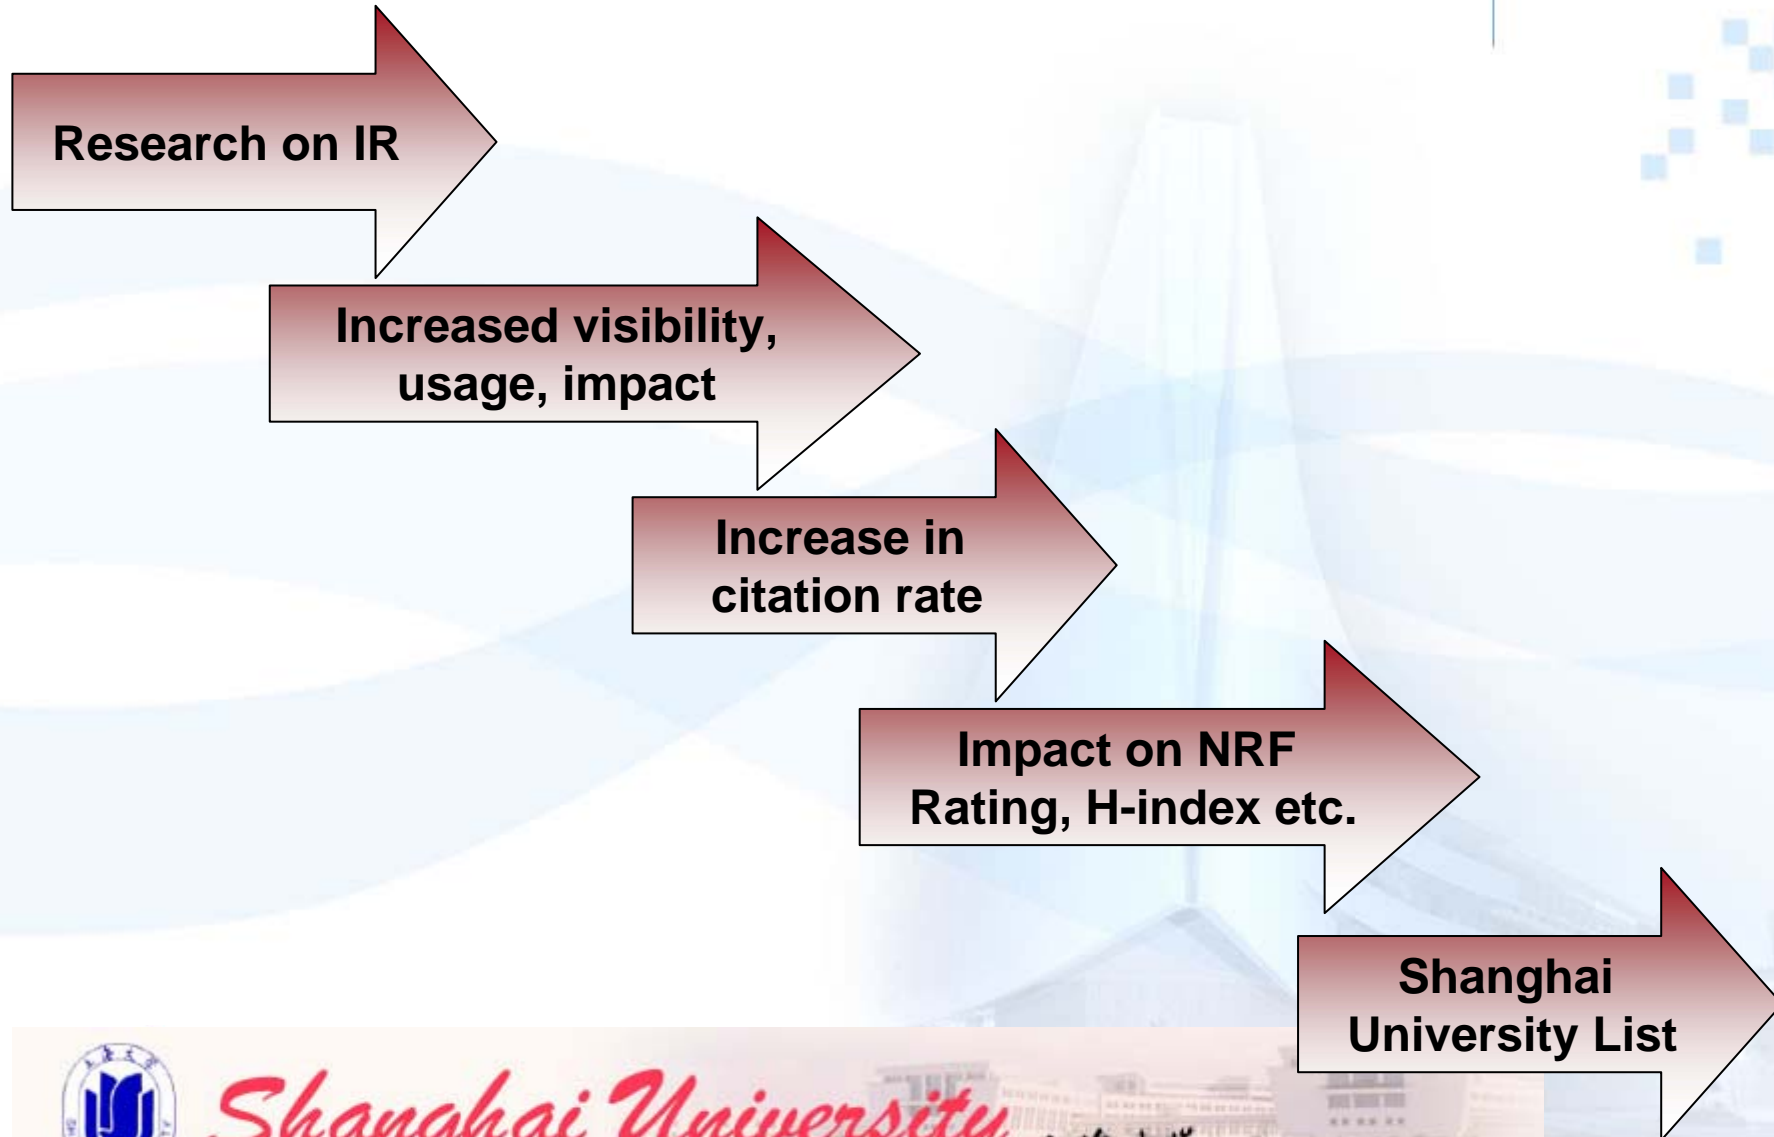 Research on IR
Increased visibility,
usage, impact
Increase in
citation rate
Impact on NRF
Rating, H-index etc.
Shanghai
University List
Shanghai University